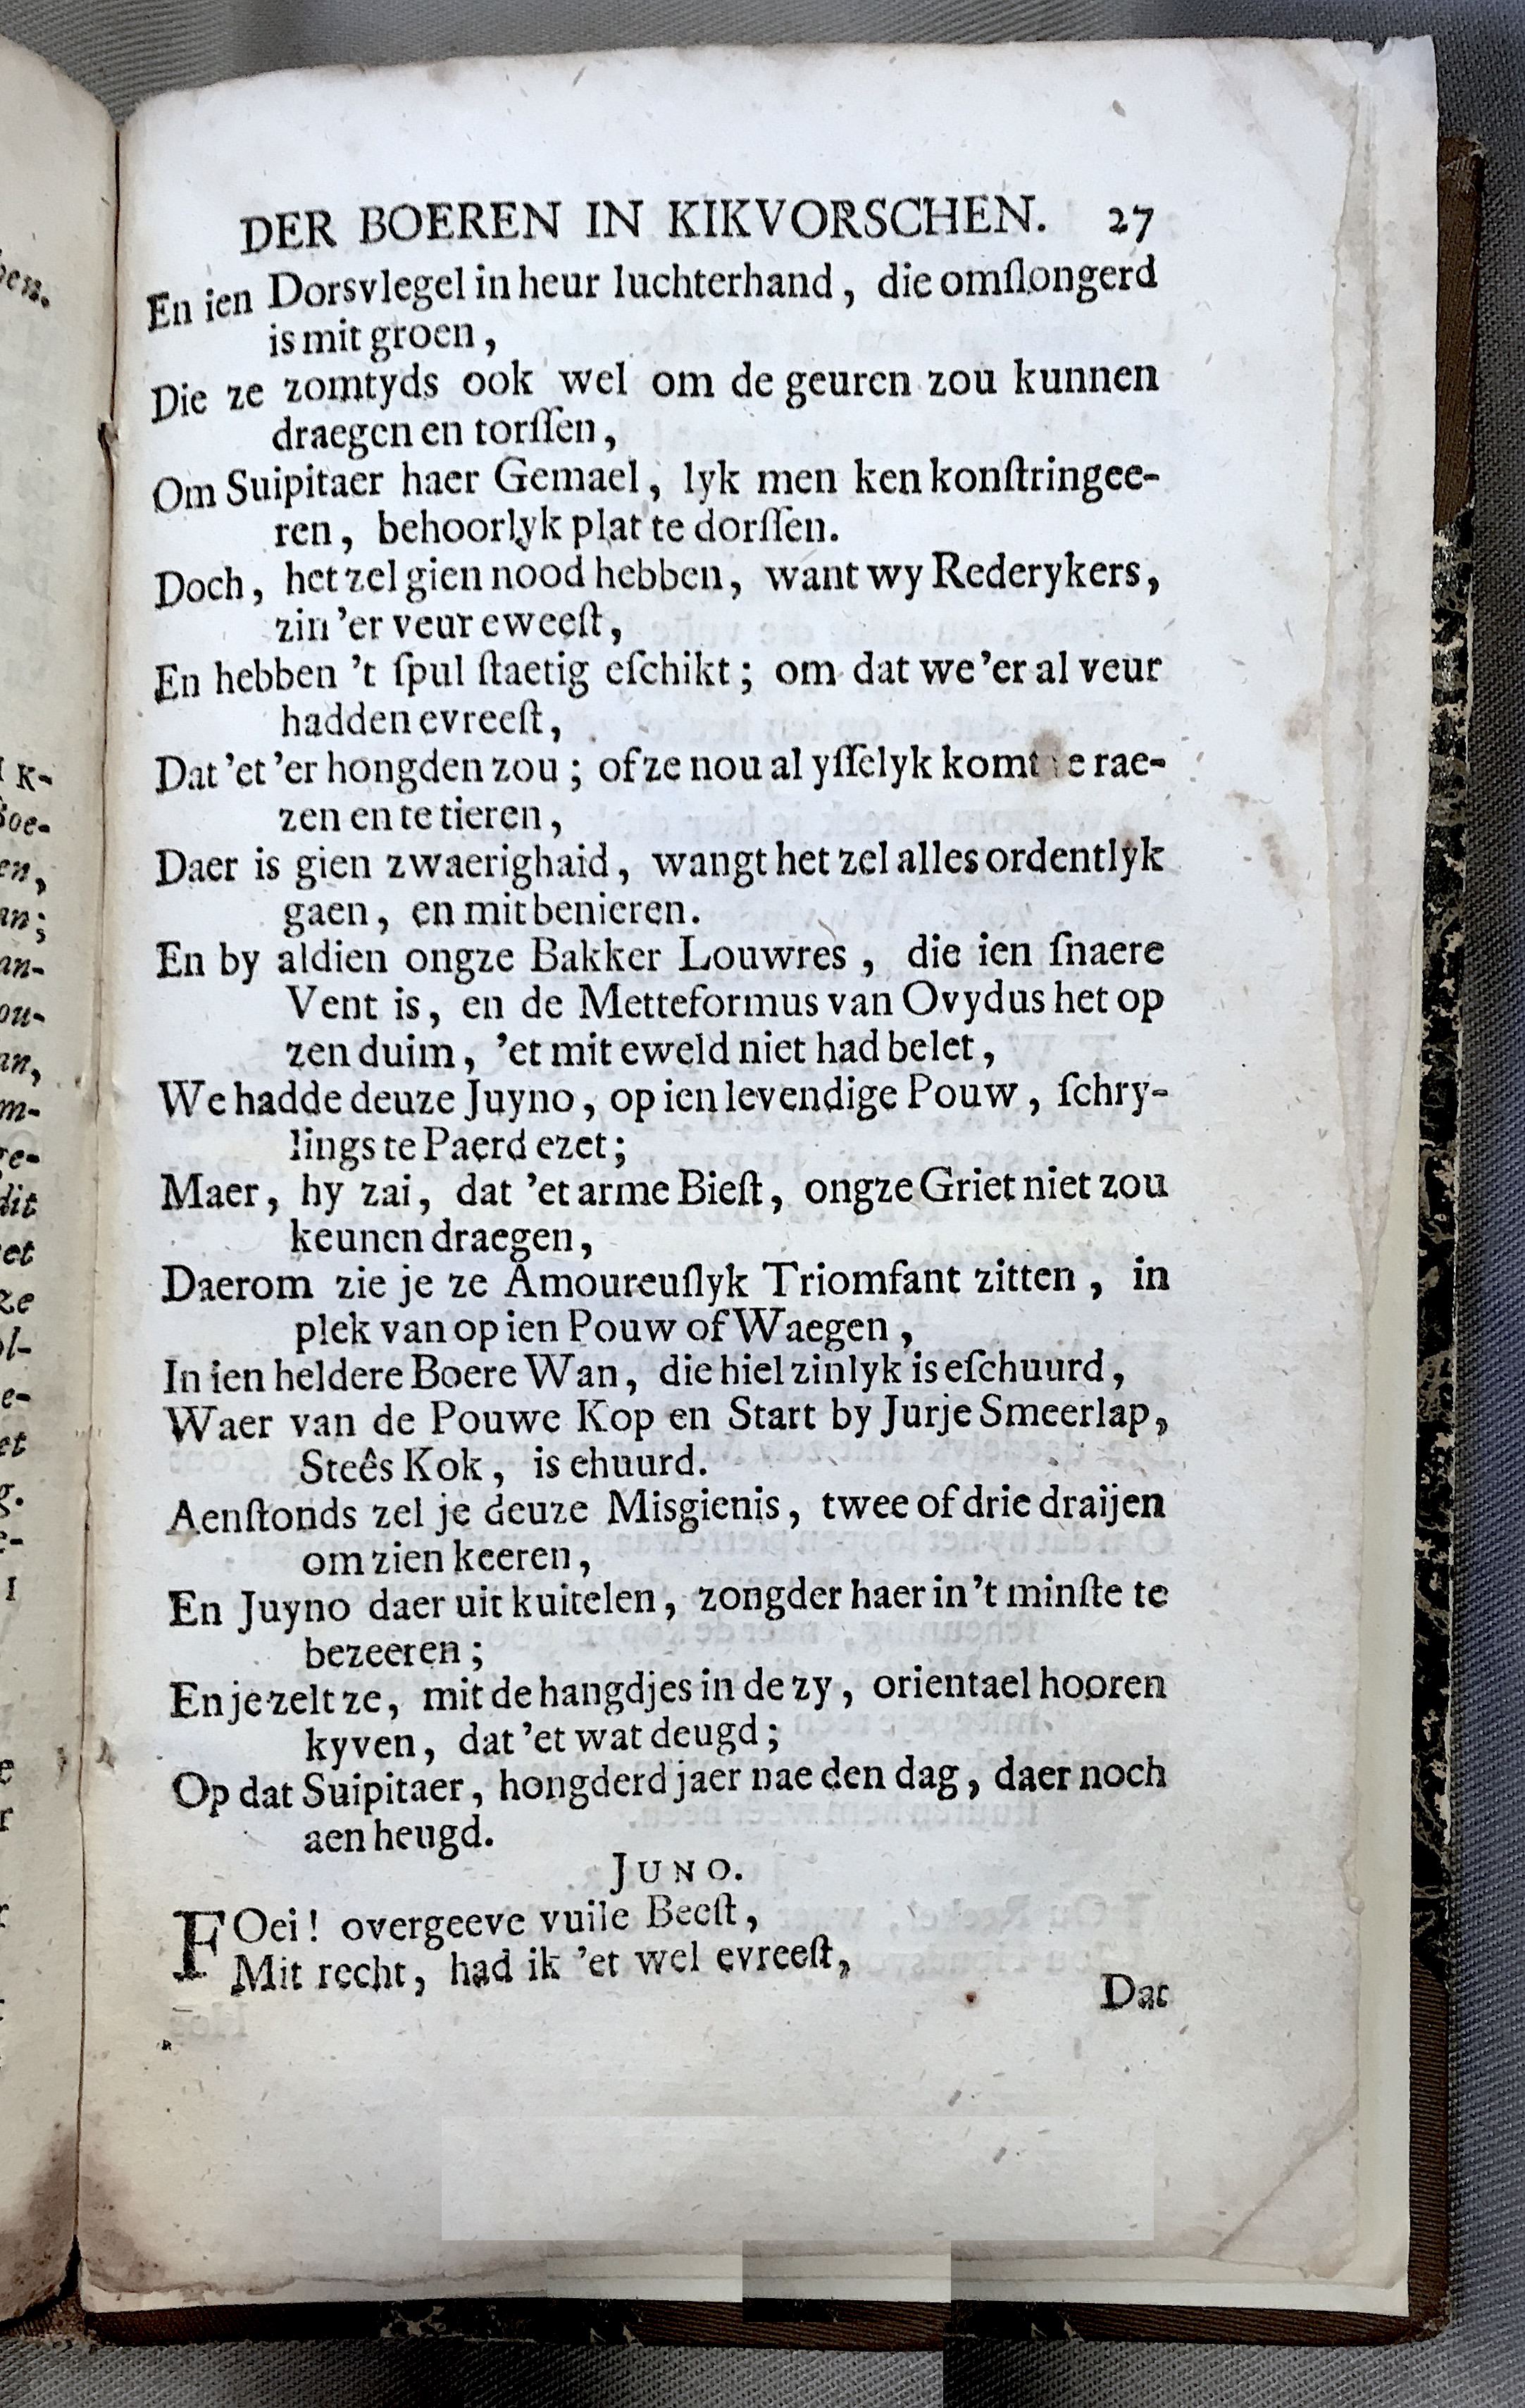 DER BOEREN IN KIKVORSCHEN. 27
En ien Dorsvlegel in heur luchterhand, die omſlongerd
is mit groen,
Die ze zomtyds ook wel om de geuren zou kunnen
draegen en torſſen,
Om Suipitaer haer Gemael, lyk men ken konſtringee-
ren, behoorlyk plat te dorſſen.
Doch, het zel gien nood hebben, want wy Rederykers,
zin 'er veur eweeſt,
En hebben 't ſpul ſtaetig eſchikt; om dat we 'er al veur
hadden evreeſt,
Dat 'et 'er hongden zou; of ze nou al yſſelyk komt te rae-
zen en te tieren,
Daer is gien zwaerighaid, wangt het zel alles ordentlyk
gaen, en mit benieren.
En by aldien ongze Bakker Louwres, die ien ſnaere
Vent is, en de Metteformus van Ovydus het op
zen duim, 'et mit eweld niet had belet,
We hadde deuze Juyno, op ien levendige Pouw, ſchry-
lings te Paerd ezet;
Maer, hy zai, dat 'et arme Bieſt, ongze Griet niet zou
keunen draegen,
Daerom zie je ze Amoureuſlyk Triomfant zitten, in
plek van op ien Pouw of Waegen,
In ien heldere Boere Wan, die hiel zinlyk is eſchuurd,
Waer van de Pouwe Kop en Start by Jurje Smeerlap,
Steês Kok, is ehuurd.
Aenſtonds zel je deuze Misgienis, twee of drie draijen
om zien keeren,
En Juyno daer uit kuitelen, zongder haer in 't minſte te
bezeeren;
En je zelt ze, mit de hangdjes in de zy, orientael hooren
kyven, dat 'et wat deugd;
Op dat Suipitaer, hongderd jaer nae den dag, daer noch
aen heugd.
JUNO.
FOei! overgeeve vuile Beeſt,
Mit recht, had ik 'et wel evreeſt,
Dat